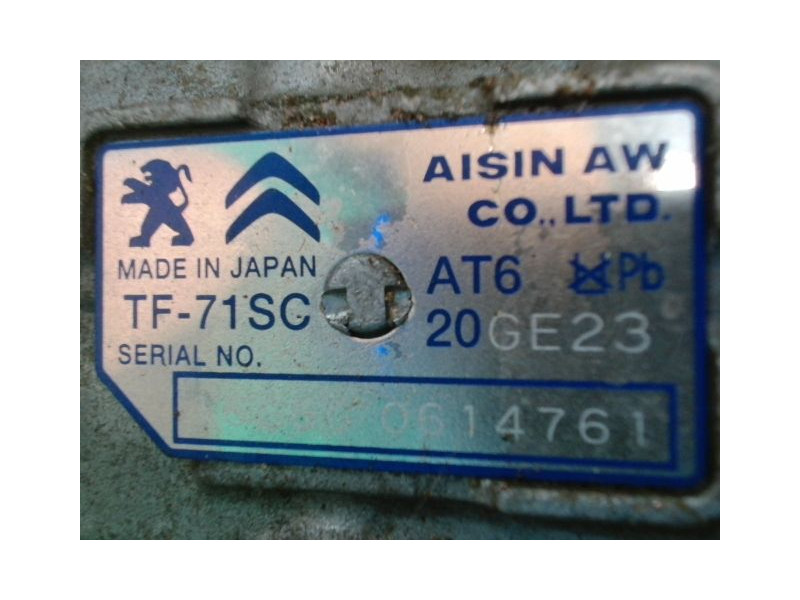 AISIN AW
CO.,LTD.
MADE IN JAPAN
AT6 Pb
TF-71SC
20GE23
SERIAL NO.
0614761